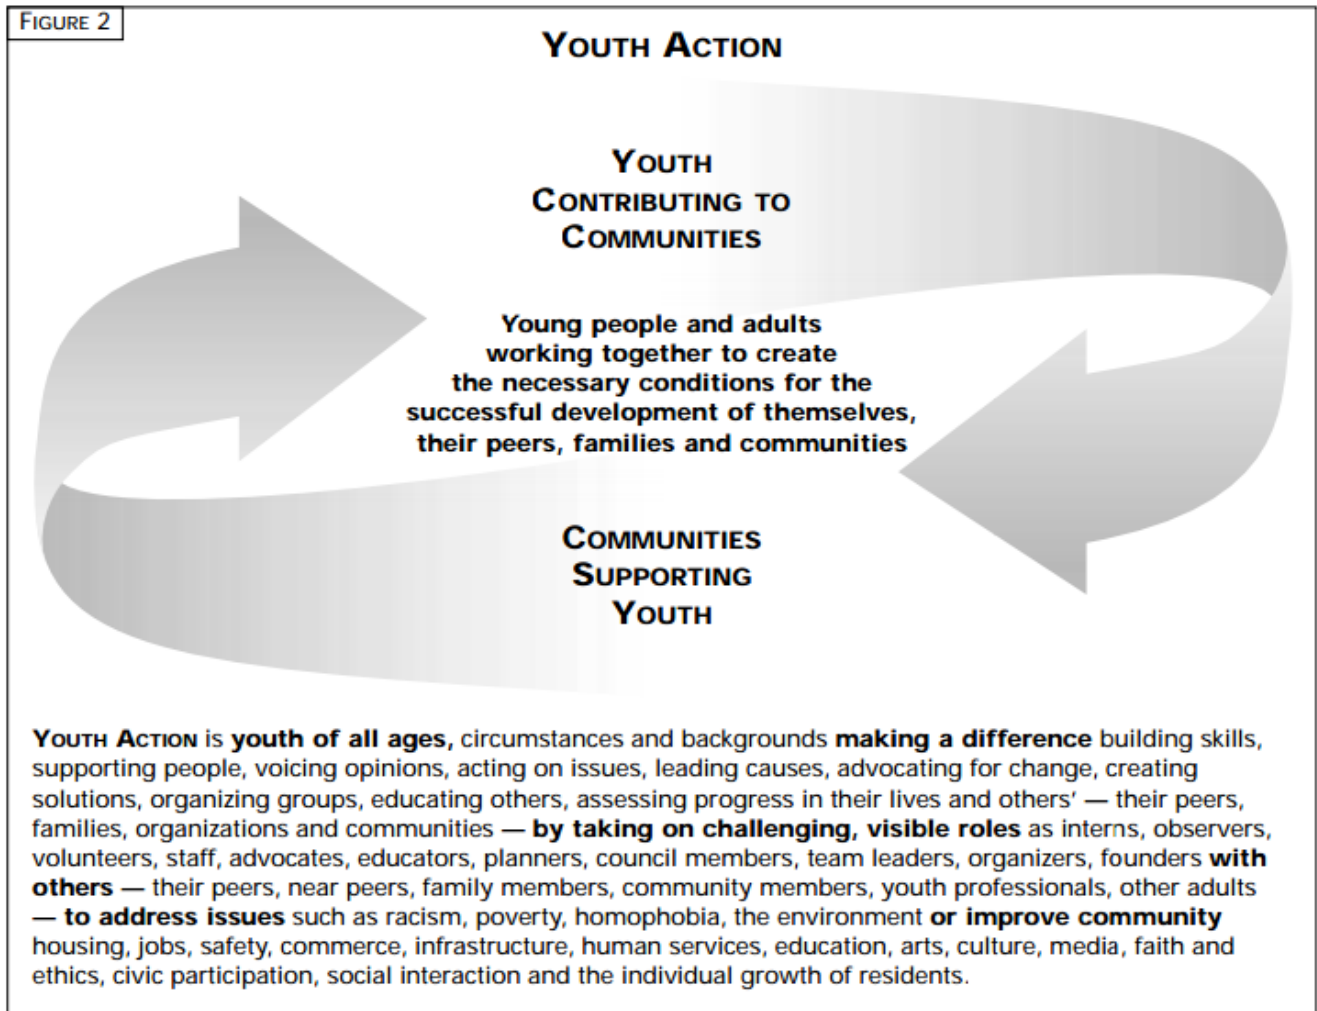 FIGURE 2
YOUTH ACTION
YOUTH
CONTRIBUTING TO
COMMUNITIES
Young people and adults
working together to create
the necessary conditions for the
successful development of themselves,
their peers, families and communities
COMMUNITIES
SUPPORTING
YOUTH
YOUTH ACTION is youth of all ages, circumstances and backgrounds making a difference building skills,
supporting people, voicing opinions, acting on issues, leading causes, advocating for change, creating
solutions, organizing groups, educating others, assessing progress in their lives and others’ — their peers,
families, organizations and communities — by taking on challenging, visible roles as interns, observers,
volunteers, staff, advocates, educators, planners, council members, team leaders, organizers, founders with
others — their peers, near peers, family members, community members, youth professionals, other adults
— to address issues such as racism, poverty, homophobia, the environment or improve community
housing, jobs, safety, commerce, infrastructure, human services, education, arts, culture, media, faith and
ethics, civic participation, social interaction and the individual growth of residents.